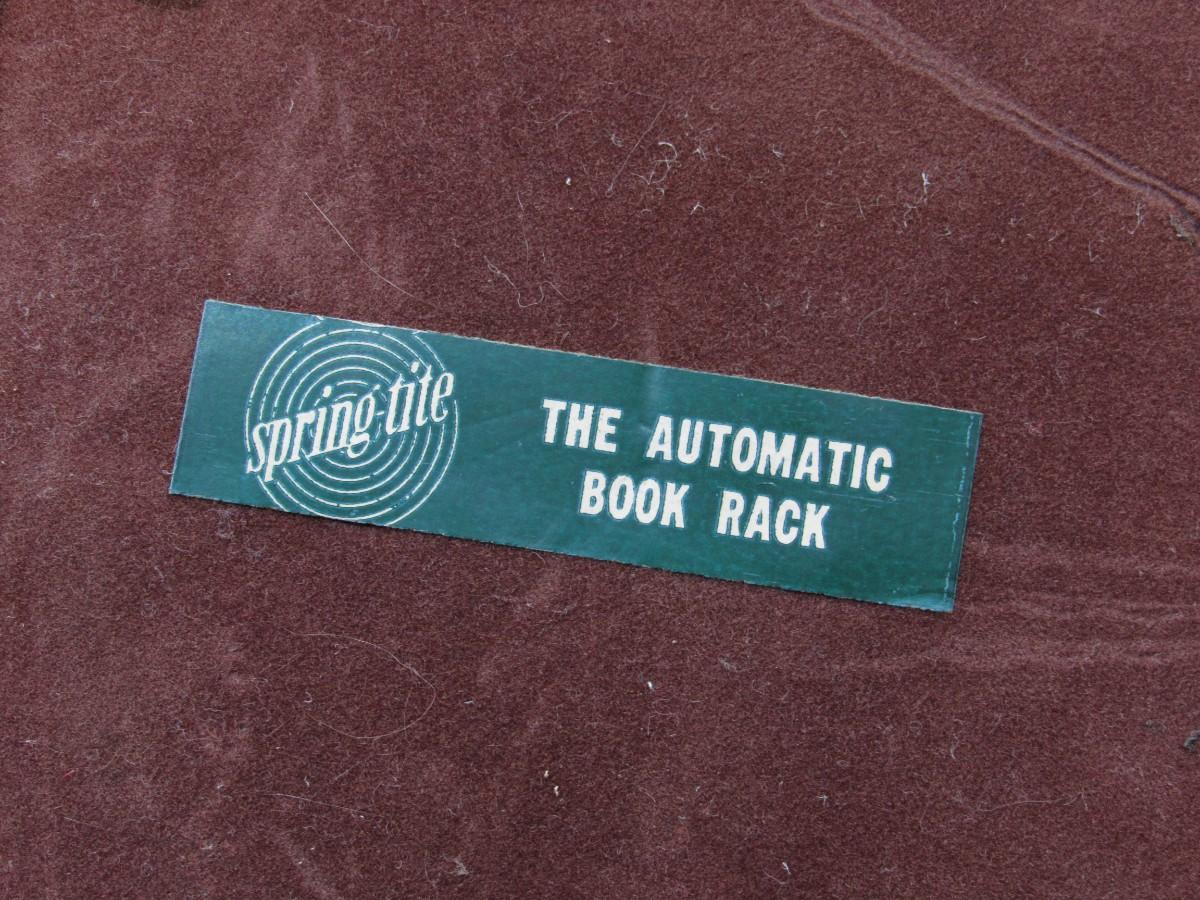 spring-tite
THE AUTOMATIC
BOOK RACK